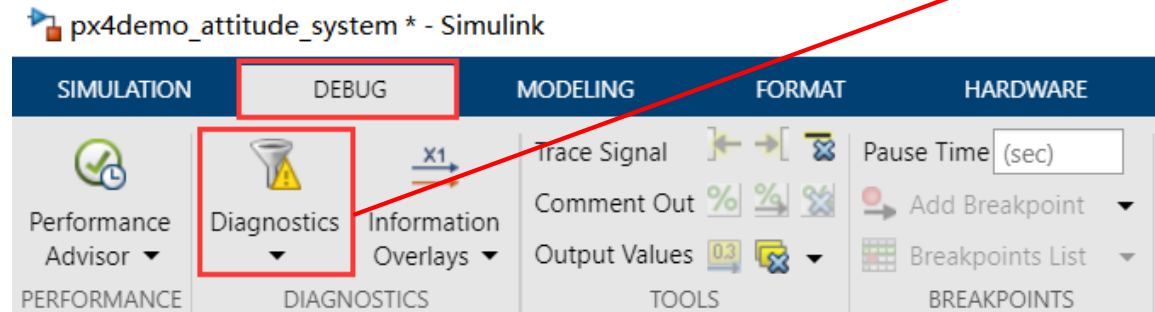 px4demo_attitude_system * - Simulink
SIMULATION DEBUG MODELING FORMAT HARDWARE
X1
Trace Signal
Pause Time (sec)
Performance
Advisor
Diagnostics
Information
Overlays
Comment Out % % %
Add Breakpoint
Output Values 0.3
Breakpoints List
PERFORMANCE DIAGNOSTICS TOOLS BREAKPOINTS